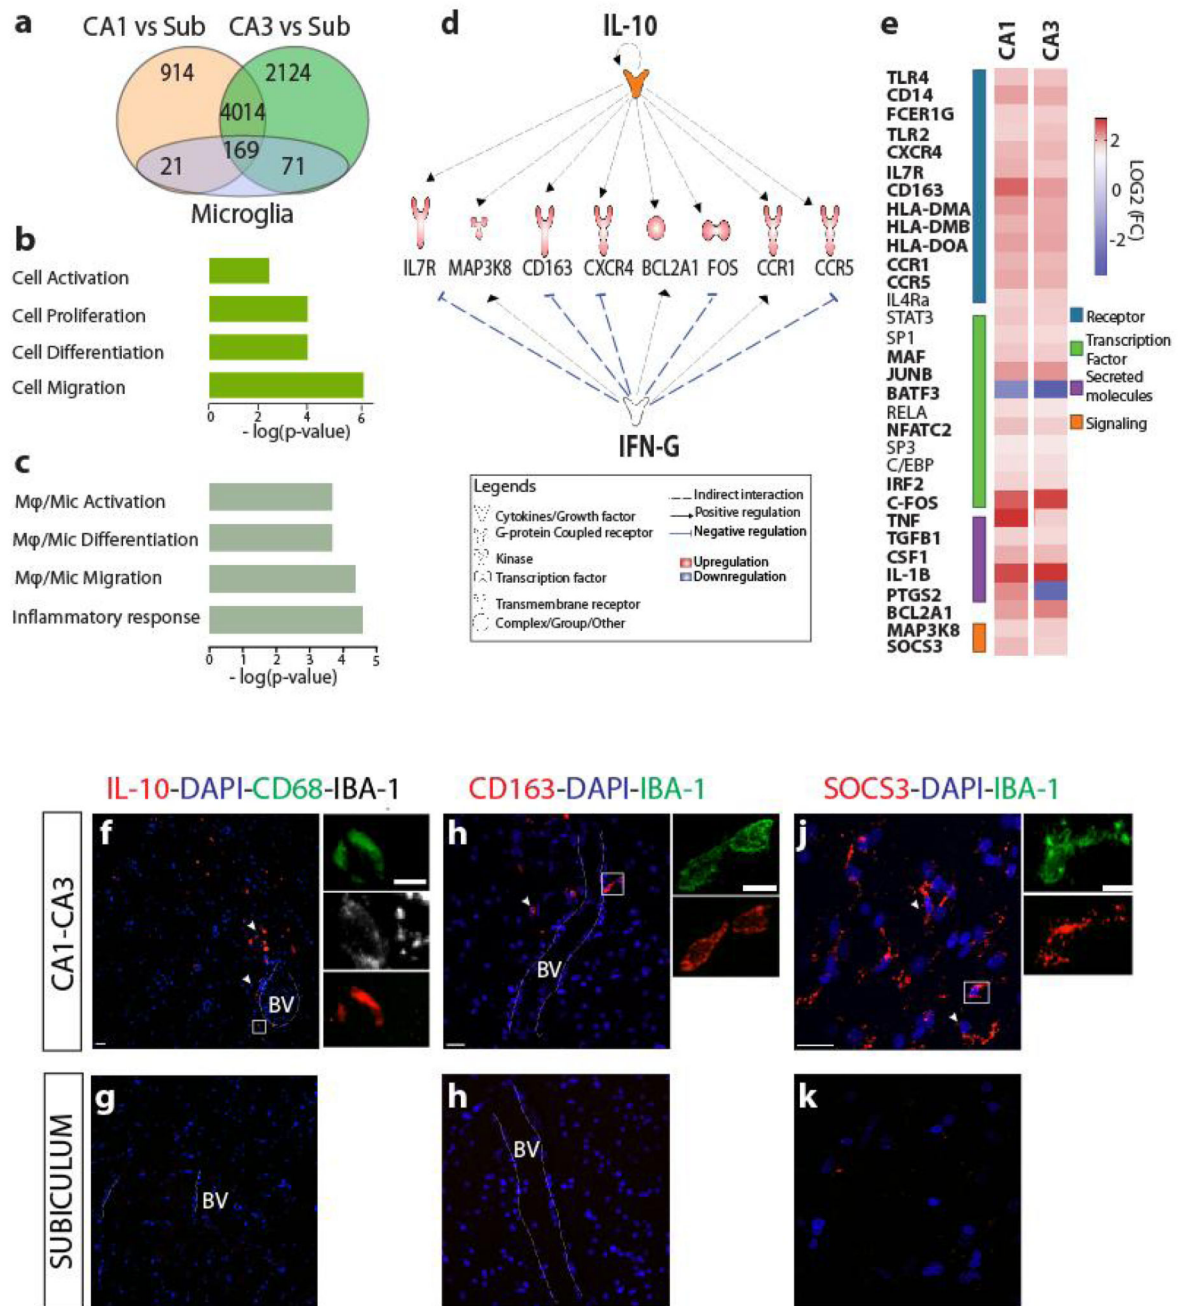 a
CA1 vs Sub
CA3 vs Sub
914
2124
4014
169
21
71
Microglia
b
Cell Activation
Cell Proliferation
Cell Differentiation
Cell Migration
0
2
4
6
- log(p-value)
c
Mφ/Mic Activation
Mφ/Mic Differentiation
Mφ/Mic Migration
Inflammatory response
0
1
2
3
4
5
- log(p-value)
d
IL-10
IL7R
MAP3K8
CD163
CXCR4
BCL2A1
FOS
CCR1
CCR5
IFN-G
Legends
Cytokines/Growth factor
G-protein Coupled receptor
Kinase
Transcription factor
Transmembrane receptor
Complex/Group/Other
Indirect interaction
Positive regulation
Negative regulation
Upregulation
Downregulation
e
CA1
CA3
TLR4
CD14
FCER1G
TLR2
CXCR4
IL7R
CD163
HLA-DMA
HLA-DMB
HLA-DOA
CCR1
CCR5
IL4Ra
STAT3
SP1
MAF
JUNB
BATF3
RELA
NFATC2
SP3
C/EBP
IRF2
C-FOS
TNF
TGFB1
CSF1
IL-1B
PTGS2
BCL2A1
MAP3K8
SOCS3
2
0
-2
LOG2 (FC)
Receptor
Transcription
Factor
Secreted
molecules
Signaling
IL-10-DAPI-CD68-IBA-1
CD163-DAPI-IBA-1
SOCS3-DAPI-IBA-1
CA1-CA3
f
BV
h
BV
j
SUBICULUM
g
BV
h
BV
k